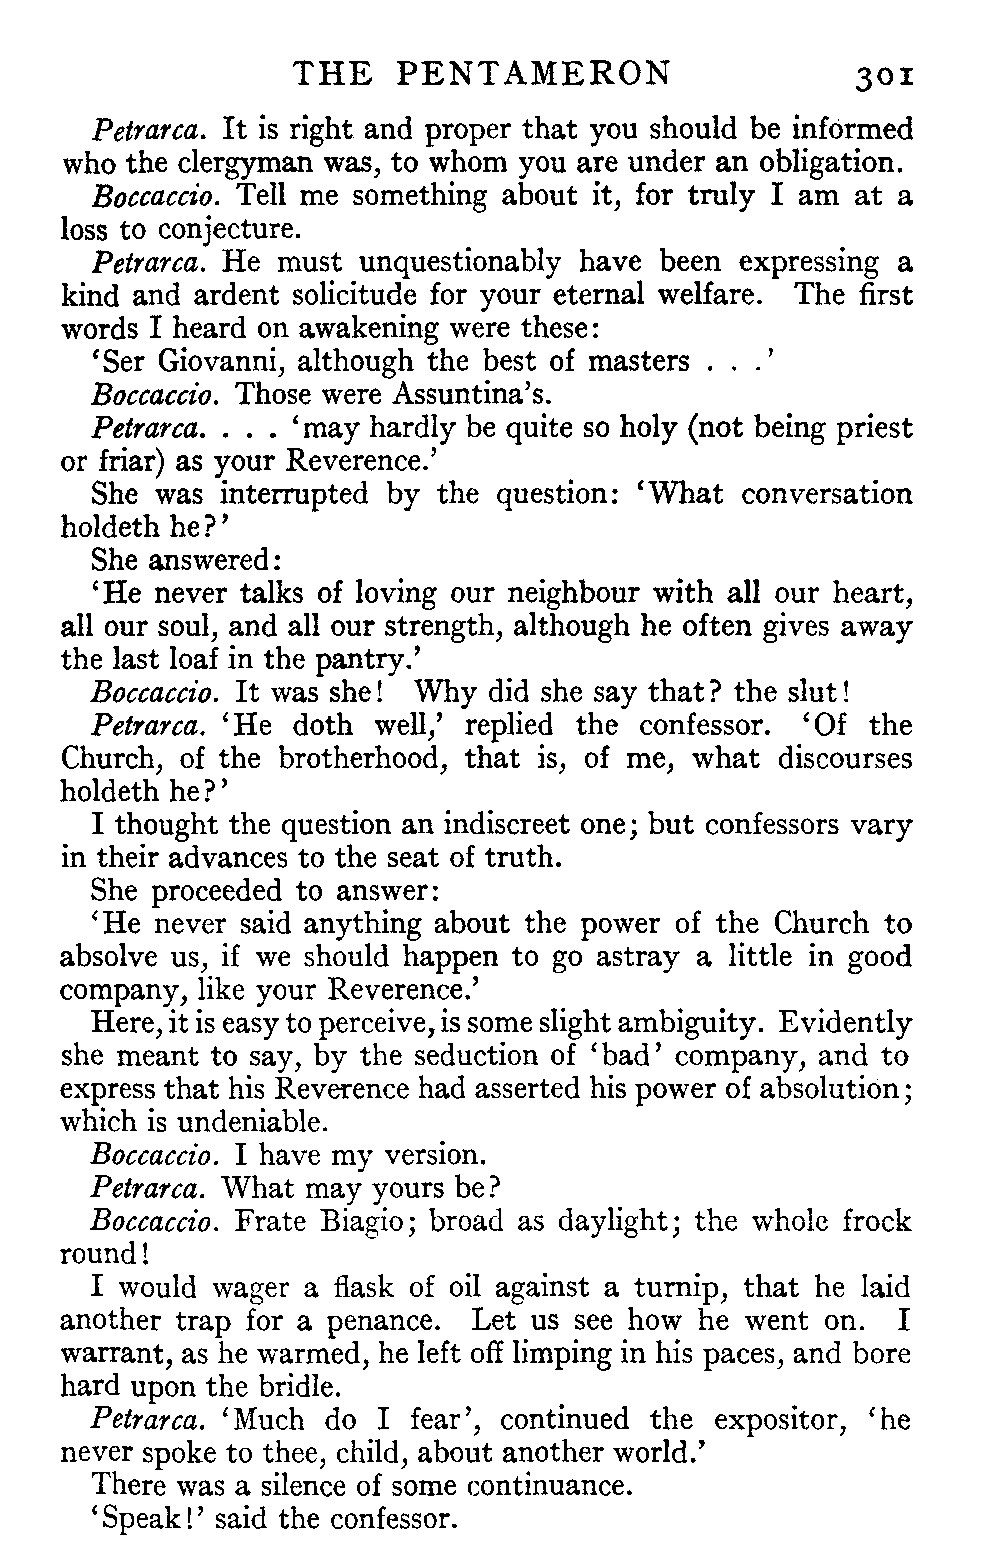 THE PENTAMERON 301
Petrarca. It is right and proper that you should be informed
who the clergyman was, to whom you are under an obligation.
Boccaccio. Tell me something about it, for truly I am at a
loss to conjecture.
Petrarca. He must unquestionably have been expressing a
kind and ardent solicitude for your eternal welfare. The first
words I heard on awakening were these:
‘Ser Giovanni, although the best of masters . . .’
Boccaccio. Those were Assuntina’s.
Petrarca. . . . ‘may hardly be quite so holy (not being priest
or friar) as your Reverence.’
She was interrupted by the question: ‘What conversation
holdeth he?’
She answered:
‘He never talks of loving our neighbour with all our heart,
all our soul, and all our strength, although he often gives away
the last loaf in the pantry.’
Boccaccio. It was she! Why did she say that? the slut!
Petrarca. ‘He doth well,’ replied the confessor. ‘Of the
Church, of the brotherhood, that is, of me, what discourses
holdeth he?’
I thought the question an indiscreet one; but confessors vary
in their advances to the seat of truth.
She proceeded to answer:
‘He never said anything about the power of the Church to
absolve us, if we should happen to go astray a little in good
company, like your Reverence.’
Here, it is easy to perceive, is some slight ambiguity. Evidently
she meant to say, by the seduction of ‘bad’ company, and to
express that his Reverence had asserted his power of absolution;
which is undeniable.
Boccaccio. I have my version.
Petrarca. What may yours be?
Boccaccio. Frate Biagio; broad as daylight; the whole frock
round!
I would wager a flask of oil against a turnip, that he laid
another trap for a penance. Let us see how he went on. I
warrant, as he warmed, he left off limping in his paces, and bore
hard upon the bridle.
Petrarca. ‘Much do I fear’, continued the expositor, ‘he
never spoke to thee, child, about another world.’
There was a silence of some continuance.
‘Speak!’ said the confessor.